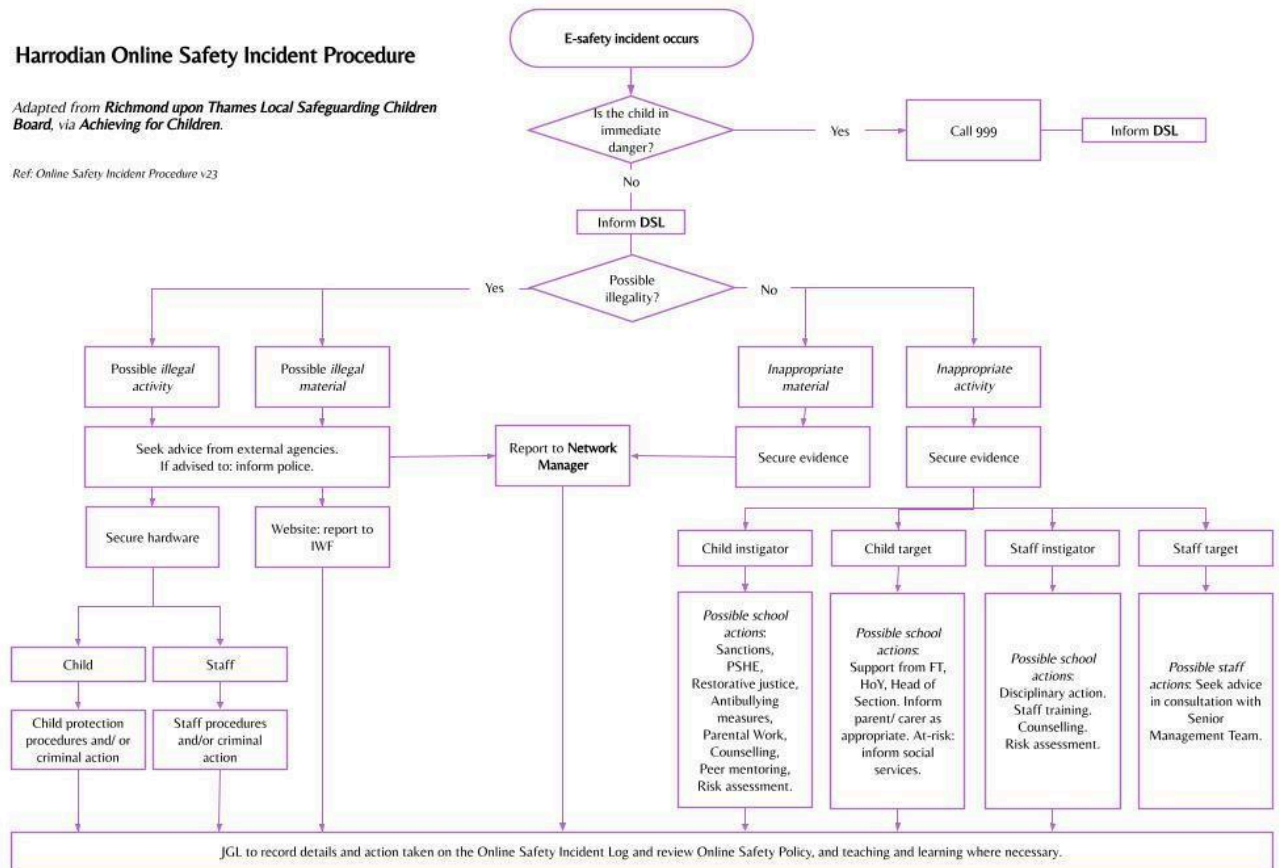 Harrodian Online Safety Incident Procedure
Adapted from Richmond upon Thames Local Safeguarding Children
Board, via Achieving for Children.
Ref: Online Safety Incident Procedure v23
E-safety incident occurs
Is the child in
immediate
danger?
Yes
Call 999
Inform DSL
No
Inform DSL
Possible
illegality?
Yes
No
Possible illegal
activity
Possible illegal
material
Inappropriate
material
Inappropriate
activity
Seek advice from external agencies.
If advised to: inform police.
Report to Network
Manager
Secure evidence
Secure evidence
Secure hardware
Website: report to
IWF
Child instigator
Child target
Staff instigator
Staff target
Possible school
actions:
Sanctions,
PSHE,
Restorative justice,
Antibullying
measures,
Parental Work,
Counselling,
Peer mentoring,
Risk assessment.
Possible school
actions:
Support from FT,
HoY, Head of
Section. Inform
parent/ carer as
appropriate. At-risk:
inform social
services.
Possible school
actions:
Disciplinary action.
Staff training.
Counselling.
Risk assessment.
Possible staff
actions: Seek advice
in consultation with
Senior
Management Team.
Child
Staff
Child protection
procedures and/ or
criminal action
Staff procedures
and/or criminal
action
JGL to record details and action taken on the Online Safety Incident Log and review Online Safety Policy, and teaching and learning where necessary.